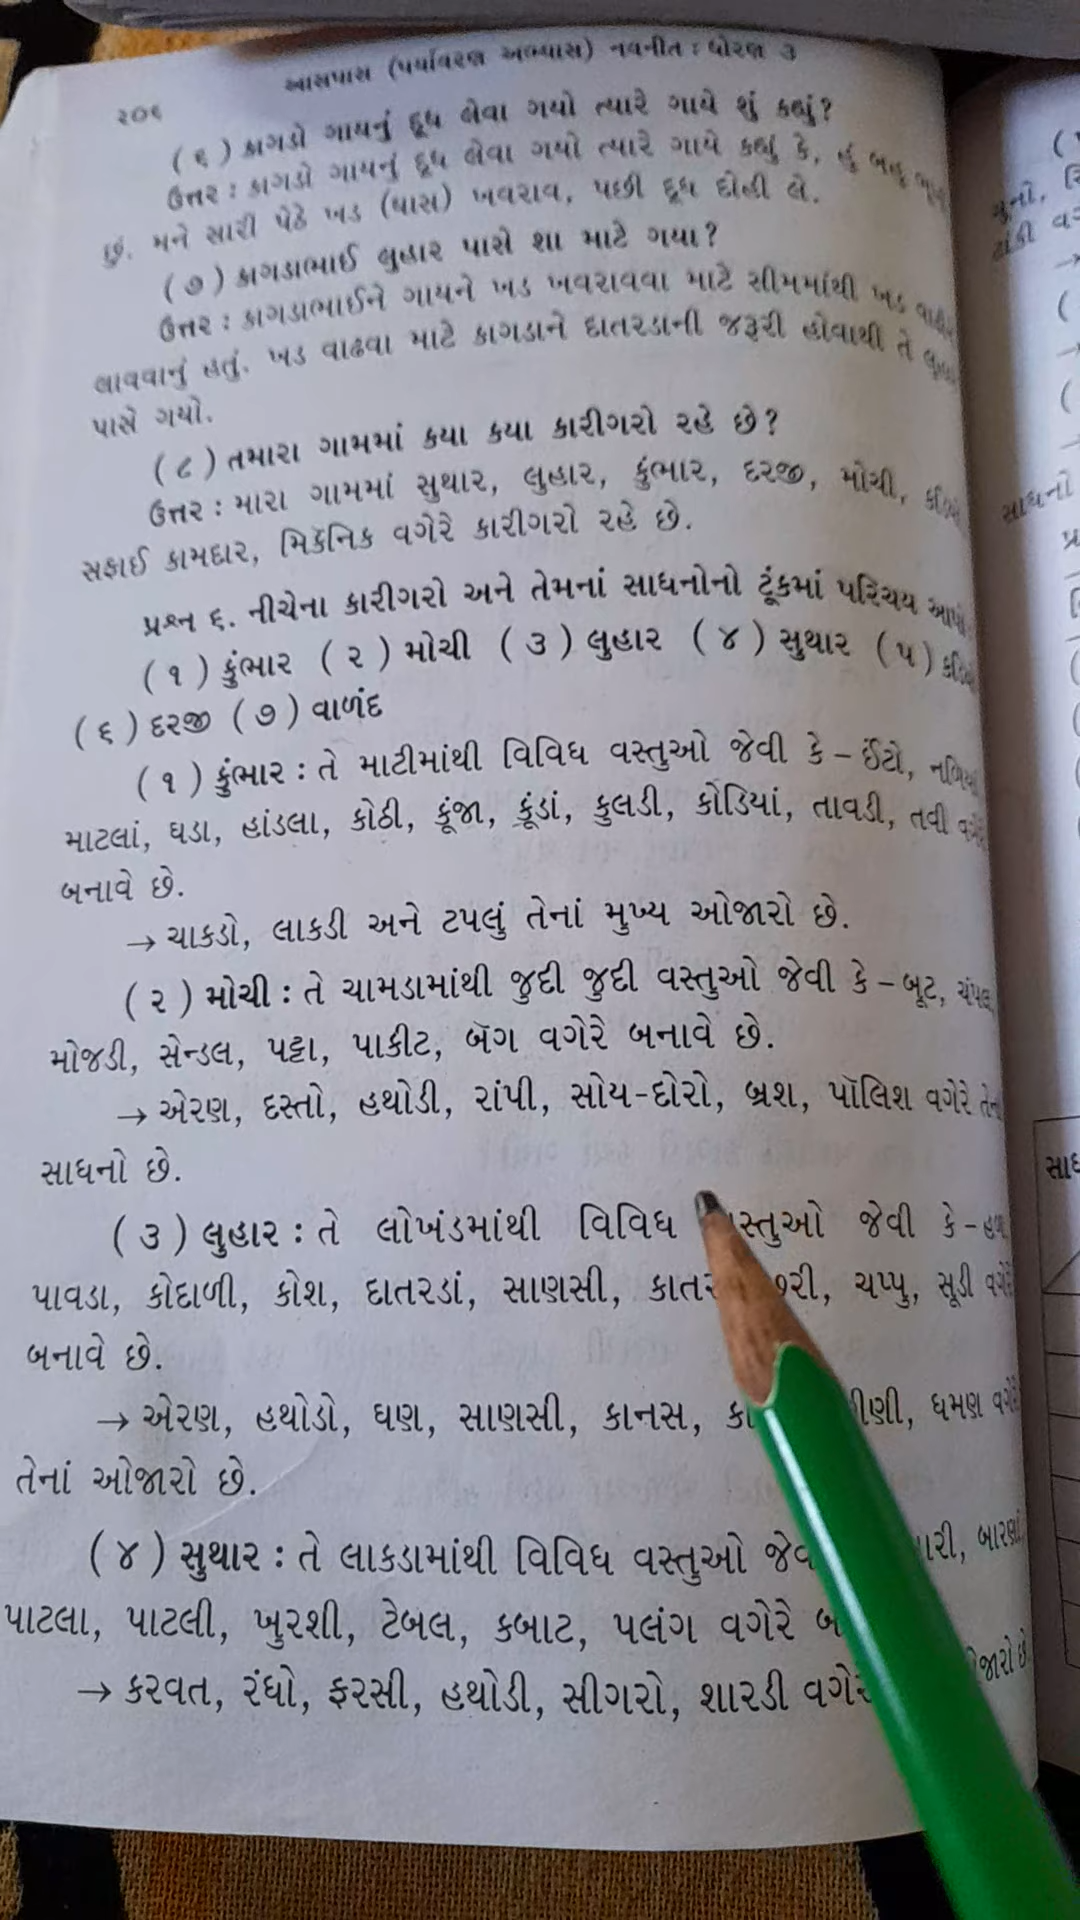 આસપાસ (પર્યાવરણ અભ્યાસ) નવનીત : ધોરણ ૩
૨૦૬
(૬) કાગડો ગાયનું દૂધ લેવા ગયો ત્યારે ગાયે શું કહ્યું?
ઉત્તર : કાગડો ગાયનું દૂધ લેવા ગયો ત્યારે ગાયે કહ્યું કે, હું બહુ
છું. મને સારી પેઠે ખડ (ઘાસ) ખવરાવ, પછી દૂધ દોહી લે.
(૭) કાગડાભાઈ લુહાર પાસે શા માટે ગયા?
ઉત્તર : કાગડાભાઈને ગાયને ખડ ખવરાવવા માટે સીમમાંથી ખડ
લાવવાનું હતું. ખડ વાઢવા માટે કાગડાને દાતરડાની જરૂરી હોવાથી તે
પાસે ગયો.
(૮) તમારા ગામમાં કયા કયા કારીગરો રહે છે?
ઉત્તર : મારા ગામમાં સુથાર, લુહાર, કુંભાર, દરજી, મોચી,
સફાઈ કામદાર, મિકૅનિક વગેરે કારીગરો રહે છે.
પ્રશ્ન ૬. નીચેના કારીગરો અને તેમનાં સાધનોનો ટૂંકમાં પરિચય
(૧) કુંભાર (૨) મોચી (૩) લુહાર (૪) સુથાર (૫)
(૬) દરજી (૭) વાળંદ
(૧) કુંભાર : તે માટીમાંથી વિવિધ વસ્તુઓ જેવી કે – ઈંટો,
માટલાં, ઘડા, હાંડલા, કોઠી, કૂંજા, કૂંડાં, કુલડી, કોડિયાં, તાવડી, તવી
બનાવે છે.
→ ચાકડો, લાકડી અને ટપલું તેનાં મુખ્ય ઓજારો છે.
(૨) મોચી : તે ચામડામાંથી જુદી જુદી વસ્તુઓ જેવી કે – બૂટ,
મોજડી, સેન્ડલ, પટ્ટા, પાકીટ, બૅગ વગેરે બનાવે છે.
→ એરણ, દસ્તો, હથોડી, રાંપી, સોય-દોરો, બ્રશ, પૉલિશ વગેરે
સાધનો છે.
(૩) લુહાર : તે લોખંડમાંથી વિવિધ વસ્તુઓ જેવી કે –
પાવડા, કોદાળી, કોશ, દાતરડાં, સાણસી, ચપ્પુ, સૂડી
બનાવે છે.
→ એરણ, હથોડો, ઘણ, સાણસી, કાનસ, ધમણ
તેનાં ઓજારો છે.
(૪) સુથાર : તે લાકડામાંથી વિવિધ વસ્તુઓ
પાટલા, પાટલી, ખુરશી, ટેબલ, કબાટ, પલંગ વગેરે
→ કરવત, રંધો, ફરસી, હથોડી, સીગરો, શારડી